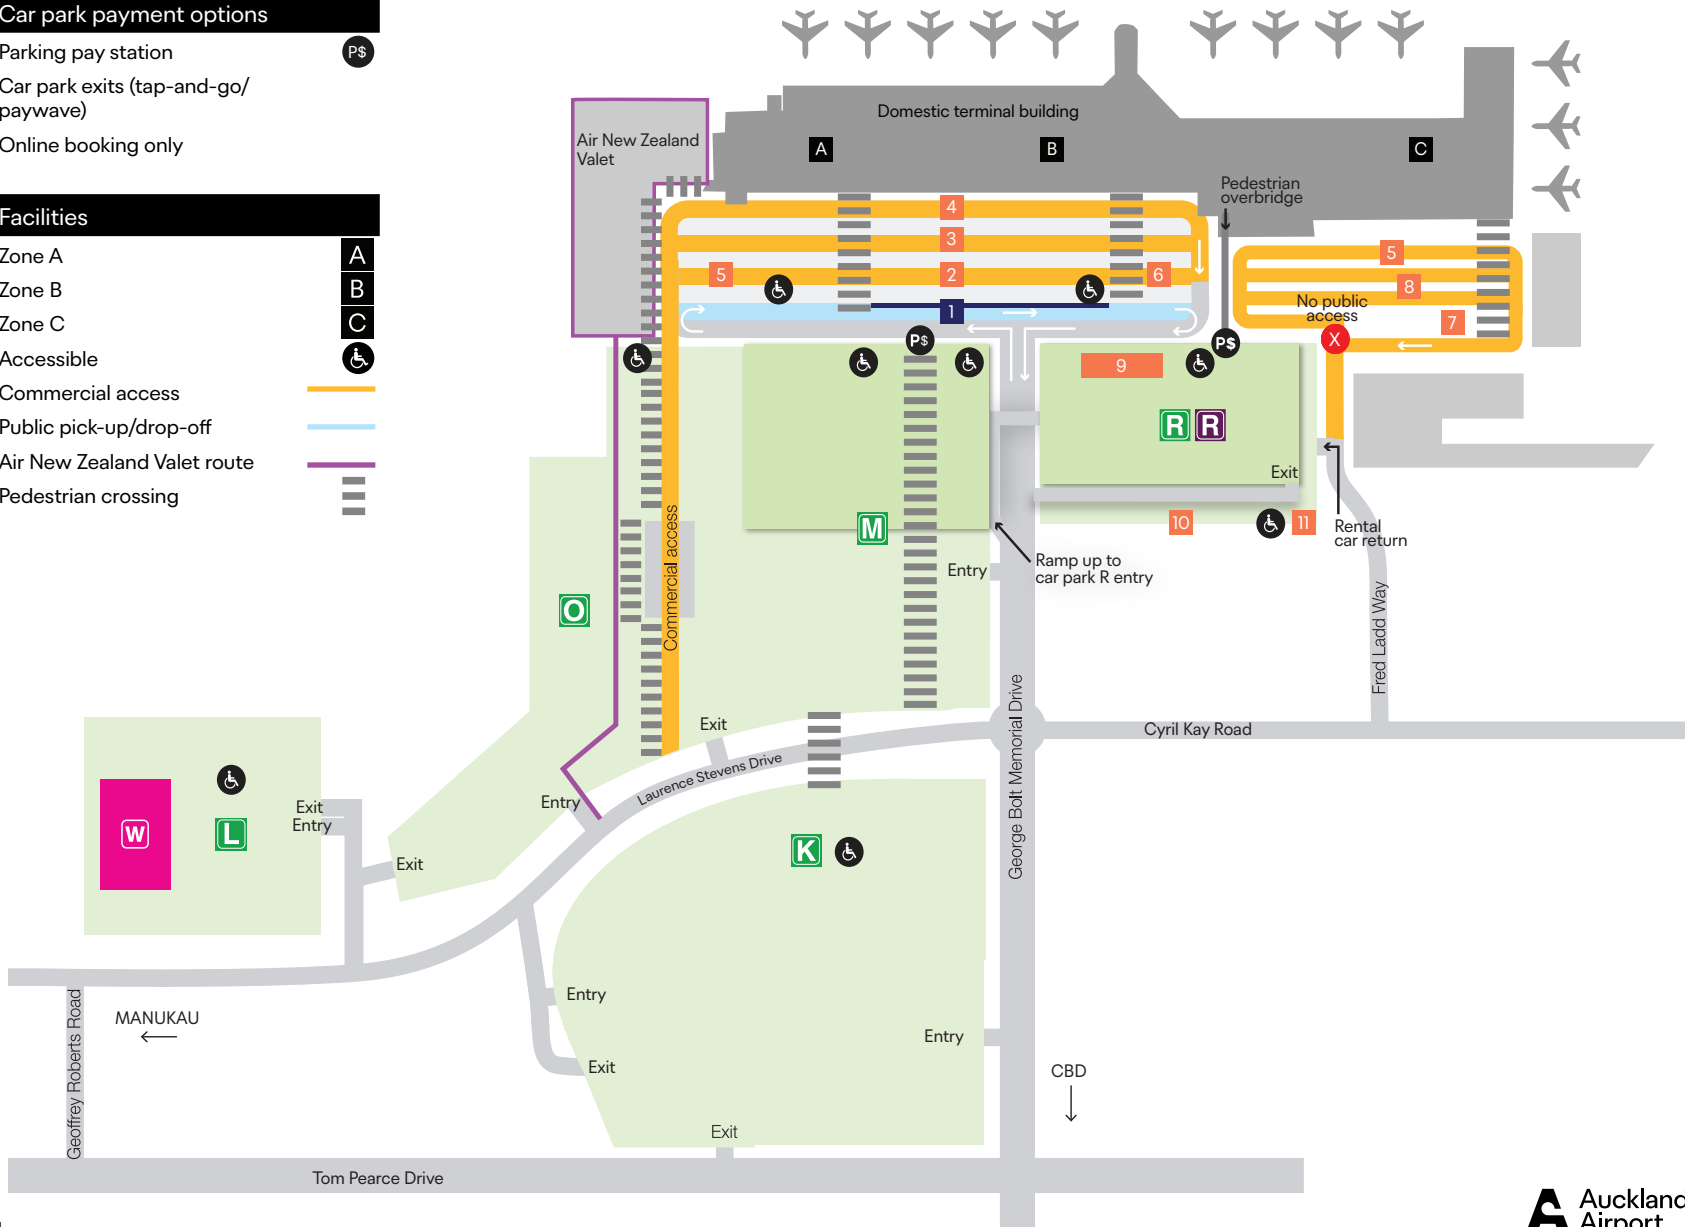 Car park payment options
Parking pay station
P$
Car park exits (tap-and-go/
paywave)
Online booking only
Facilities
Zone A
A
Zone B
B
Zone C
C
Accessible
Commercial access
Public pick-up/drop-off
Air New Zealand Valet route
Pedestrian crossing
Domestic terminal building
A
B
C
Air New Zealand
Valet
Pedestrian
overbridge
4
3
5
2
6
1
5
8
No public
access
7
X
P$
P$
9
R
R
Exit
10
11
Rental
car return
M
Ramp up to
car park R entry
Entry
O
Commercial access
Fred Ladd Way
George Bolt Memorial Drive
Cyril Kay Road
Exit
Laurence Stevens Drive
Entry
W
L
Exit
Entry
Exit
K
Entry
Exit
Entry
Exit
MANUKAU
CBD
Geoffrey Roberts Road
Tom Pearce Drive
Auckland
Airport